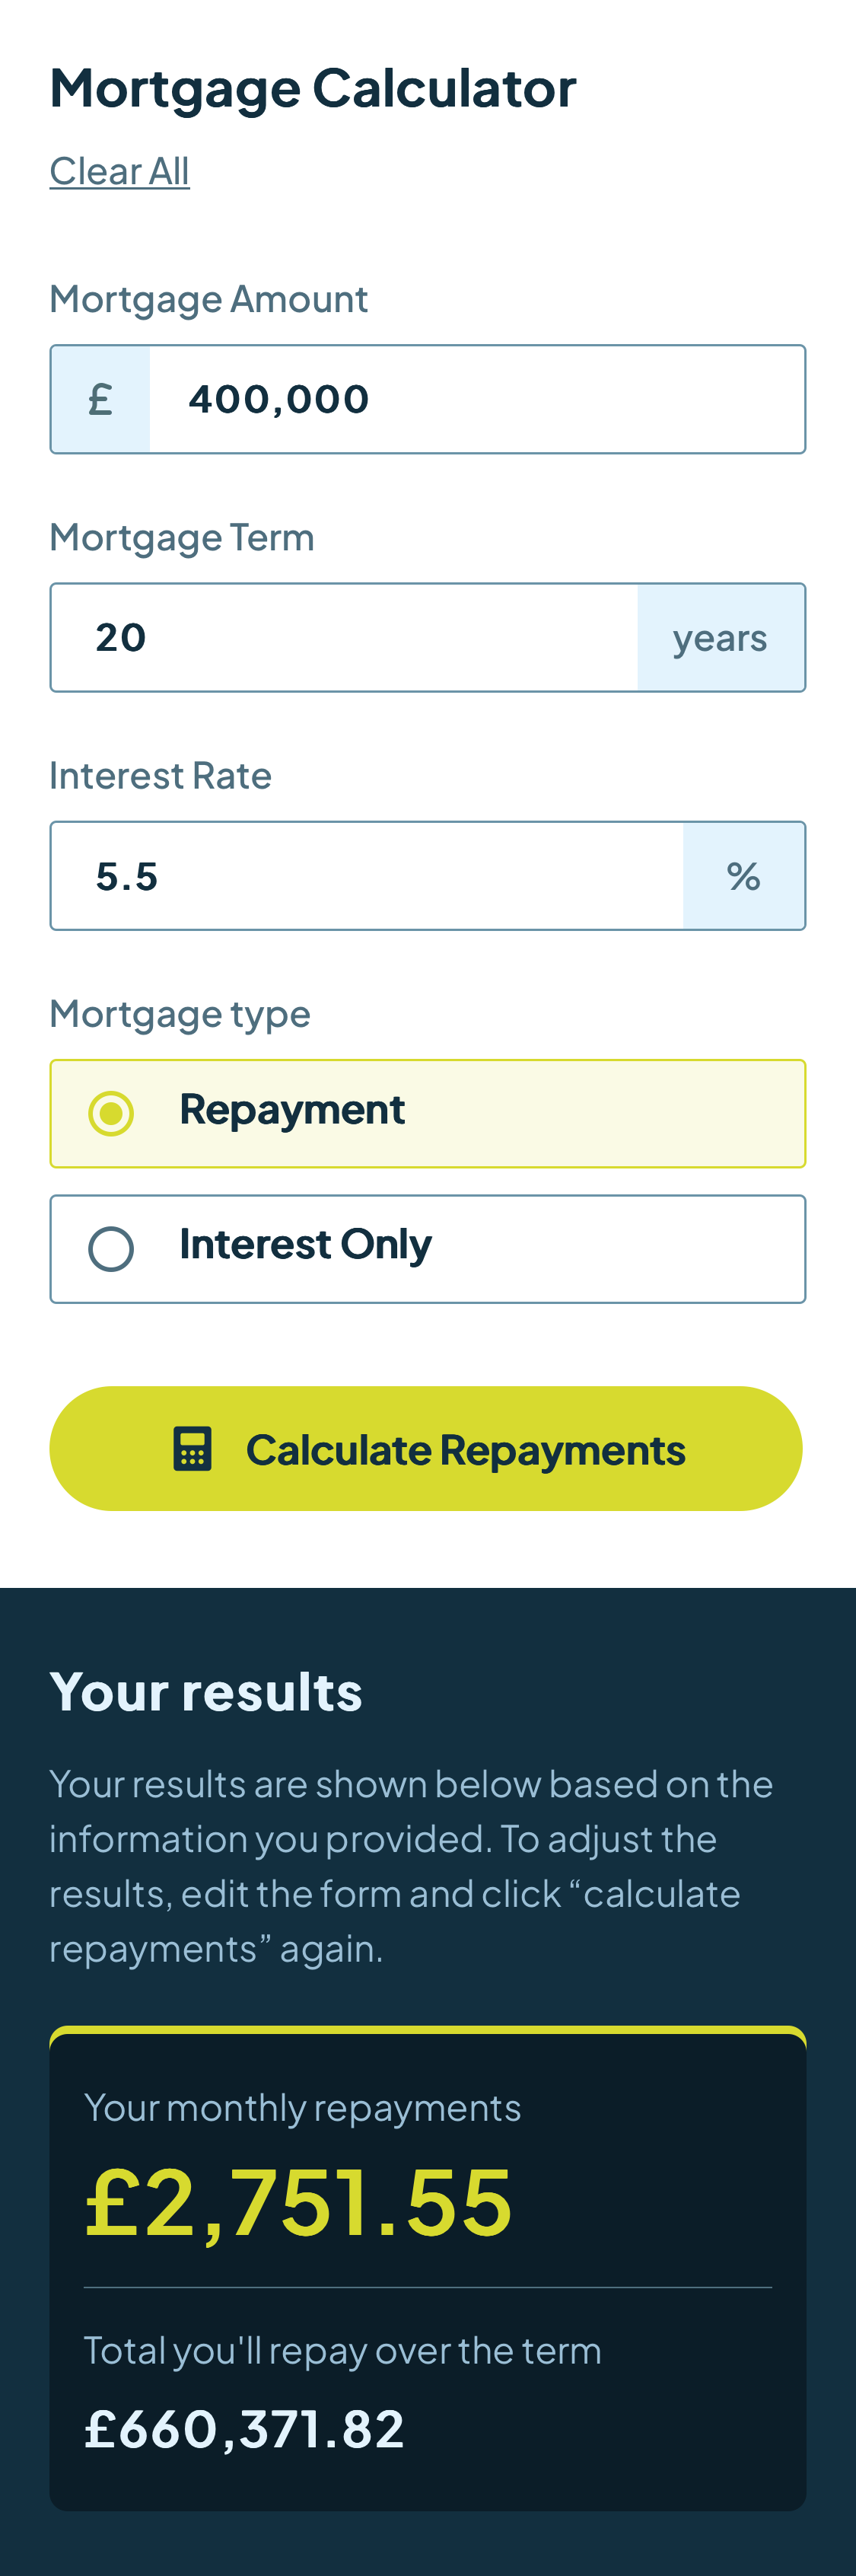 Mortgage Calculator
Clear All
Mortgage Amount
£ 400,000
Mortgage Term
20 years
Interest Rate
5.5 %
Mortgage type
Repayment
Interest Only
Calculate Repayments
Your results
Your results are shown below based on the
information you provided. To adjust the
results, edit the form and click “calculate
repayments” again.
Your monthly repayments
£2,751.55
Total you'll repay over the term
£660,371.82